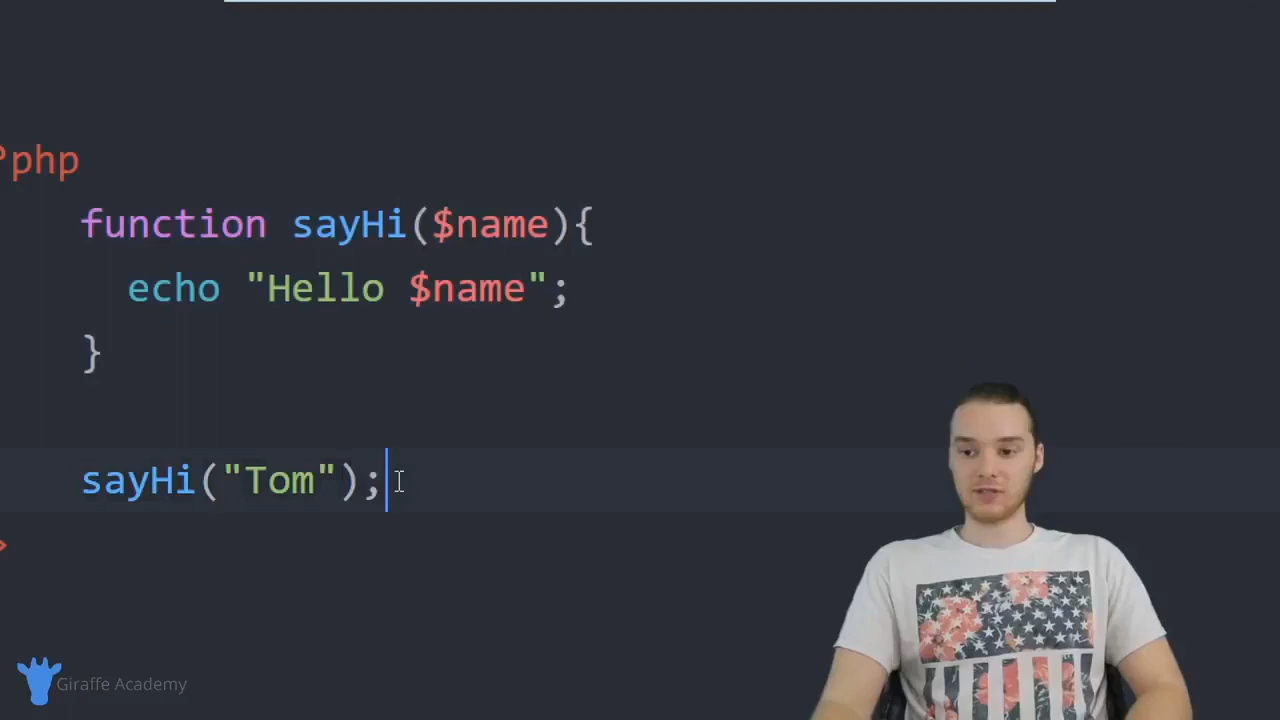 ?php
function sayHi($name){
echo "Hello $name";
}
sayHi("Tom");
>
Giraffe Academy